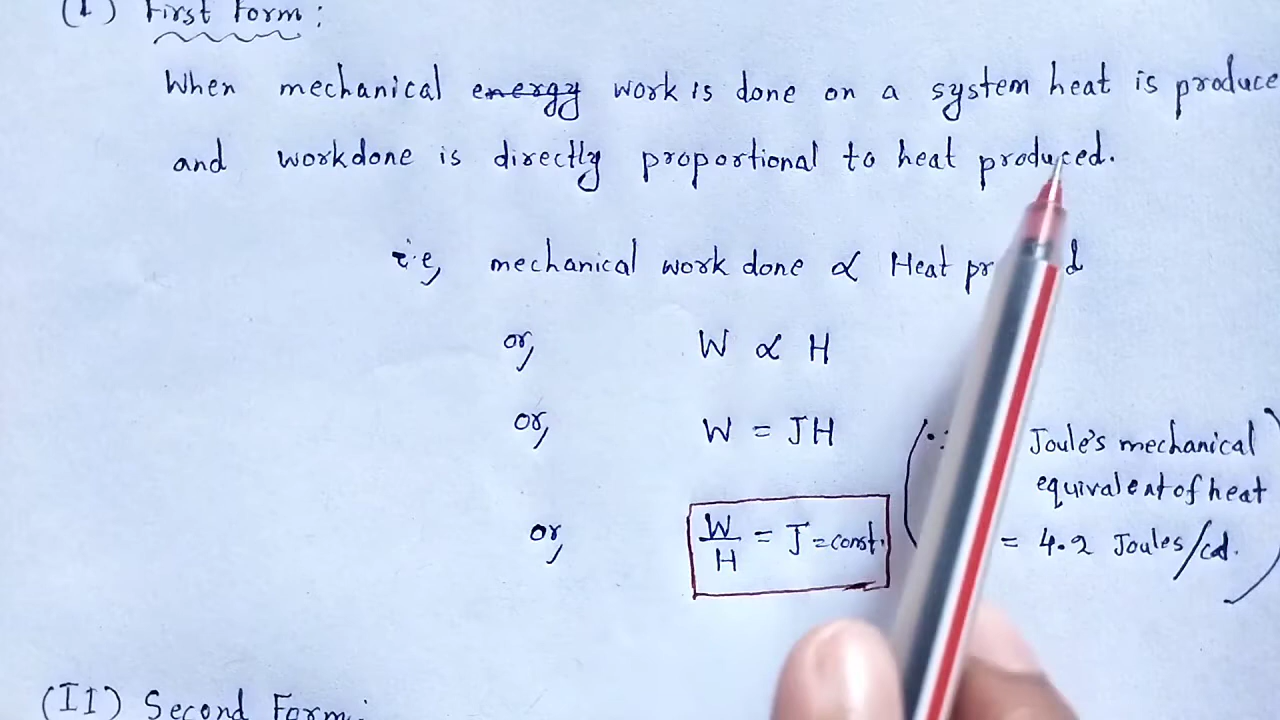 (I) First Form:
When mechanical energy work is done on a system heat is produce
and workdone is directly proportional to heat produced.
i.e, mechanical work done ∝ Heat
or, W ∝ H
or, W = JH (∵ Joule's mechanical
equivalent of heat
or, W/H = J = const. = 4.2 Joules/cal.)
(II) Second Form: